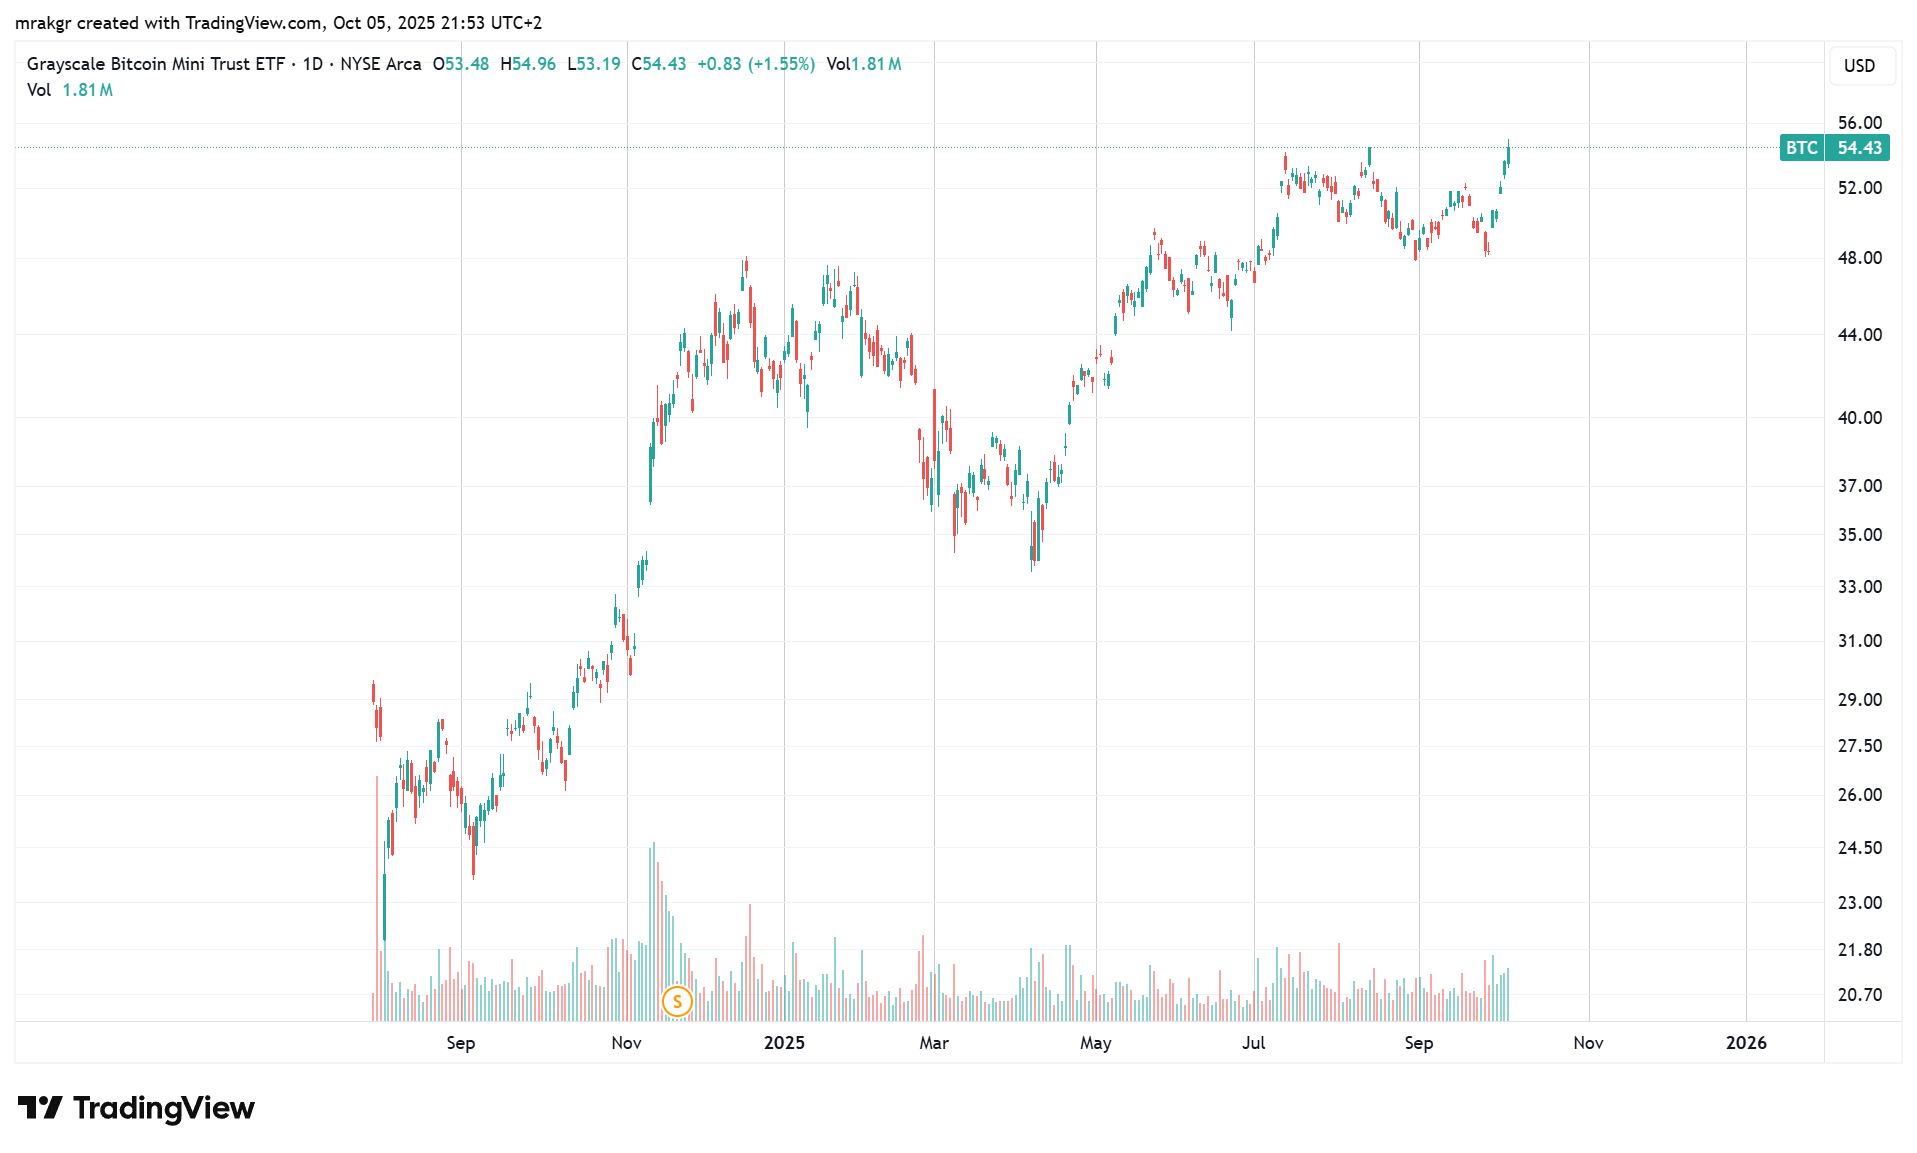 mrakgr created with TradingView.com, Oct 05, 2025 21:53 UTC+2
Grayscale Bitcoin Mini Trust ETF · 1D · NYSE Arca O53.48 H54.96 L53.19 C54.43 +0.83 (+1.55%) Vol1.81 M
Vol 1.81 M
USD
56.00
BTC 54.43
52.00
48.00
44.00
40.00
37.00
35.00
33.00
31.00
29.00
27.50
26.00
24.50
23.00
21.80
20.70
S
Sep Nov 2025 Mar May Jul Sep Nov 2026
TradingView